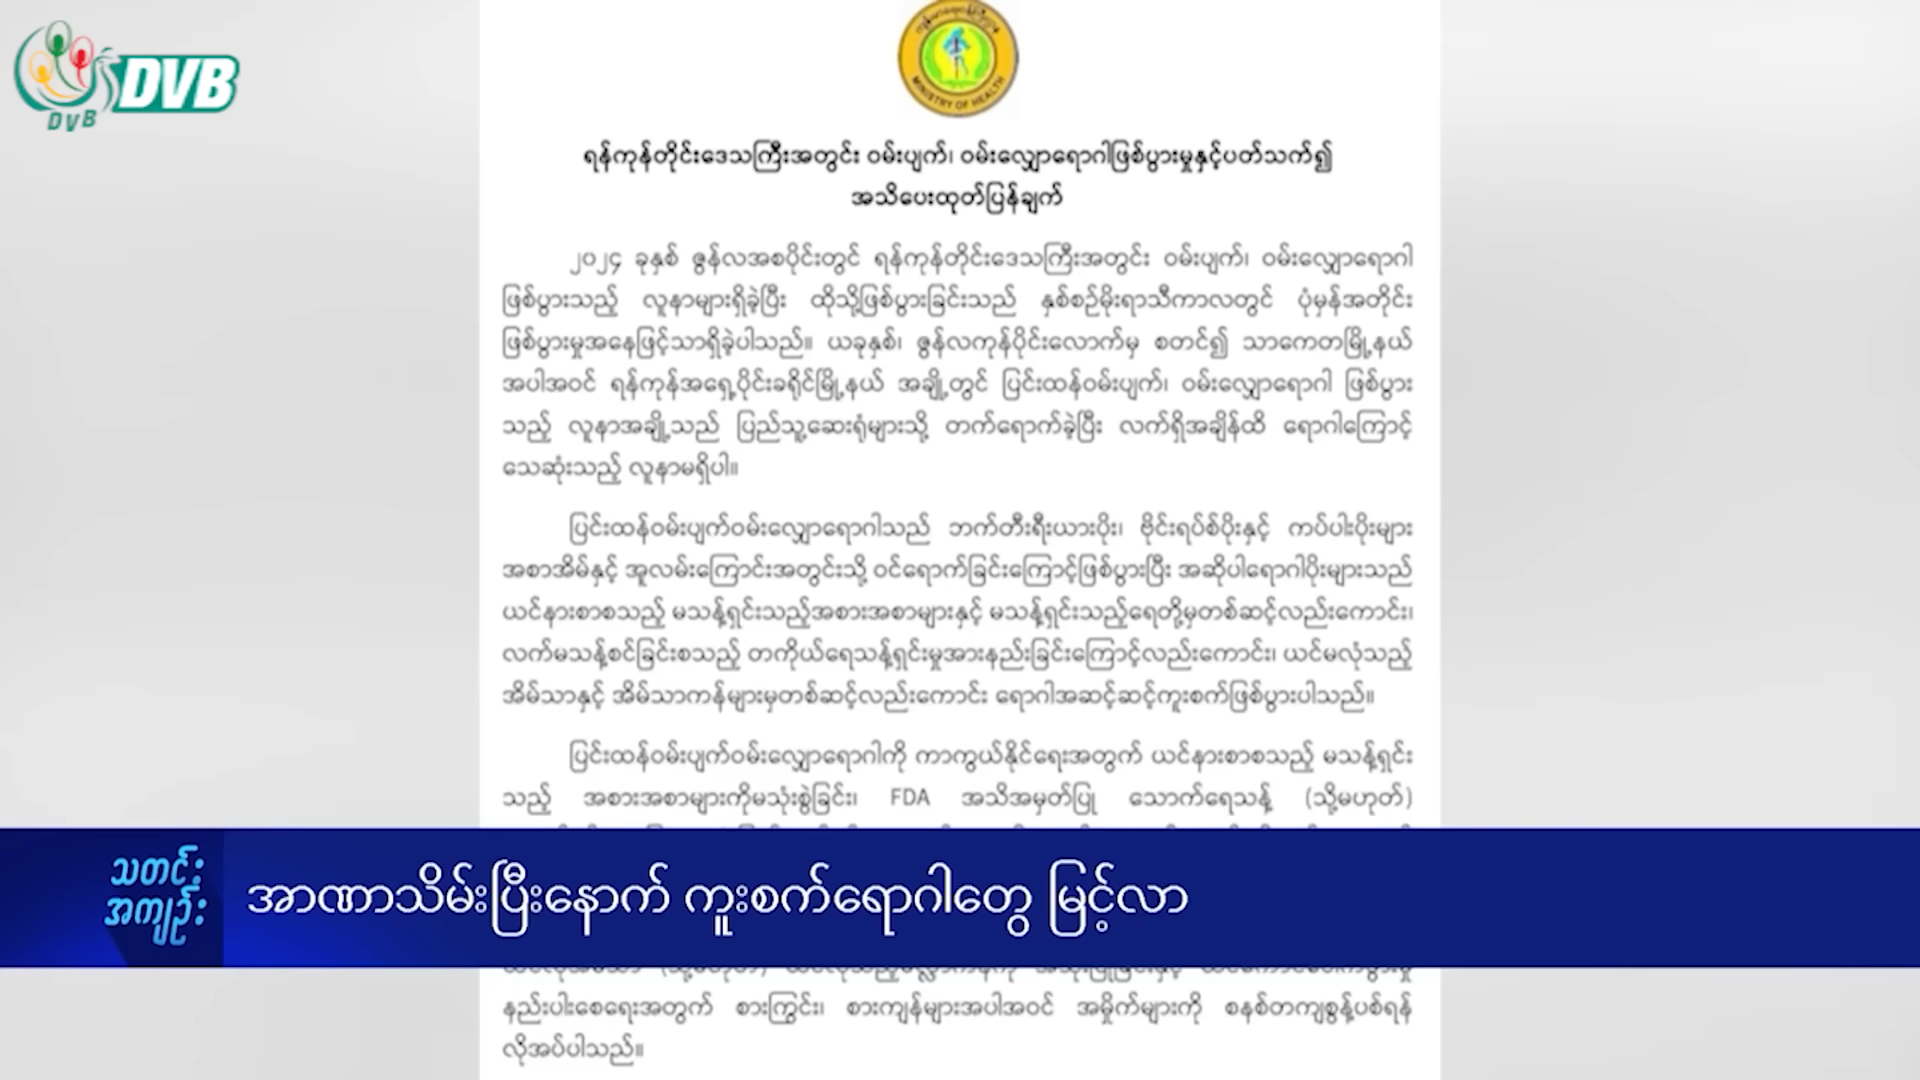 DVB
DVB
ကျန်းမာရေးဝန်ကြီးဌာန
MINISTRY OF HEALTH
ရန်ကုန်တိုင်းဒေသကြီးအတွင်း ဝမ်းပျက်၊ ဝမ်းလျှောရောဂါဖြစ်ပွားမှုနှင့်ပတ်သက်၍
အသိပေးထုတ်ပြန်ချက်
၂၀၂၄ ခုနှစ် ဇွန်လအစပိုင်းတွင် ရန်ကုန်တိုင်းဒေသကြီးအတွင်း ဝမ်းပျက်၊ ဝမ်းလျှောရောဂါ
ဖြစ်ပွားသည့် လူနာများရှိခဲ့ပြီး ထိုသို့ဖြစ်ပွားခြင်းသည် နှစ်စဉ်မိုးရာသီကာလတွင် ပုံမှန်အတိုင်း
ဖြစ်ပွားမှုအနေဖြင့်သာရှိခဲ့ပါသည်။ ယခုနှစ်၊ ဇွန်လကုန်ပိုင်းလောက်မှ စတင်၍ သာကေတမြို့နယ်
အပါအဝင် ရန်ကုန်အရှေ့ပိုင်းခရိုင်မြို့နယ် အချို့တွင် ပြင်းထန်ဝမ်းပျက်၊ ဝမ်းလျှောရောဂါ ဖြစ်ပွား
သည့် လူနာအချို့သည် ပြည်သူ့ဆေးရုံများသို့ တက်ရောက်ခဲ့ပြီး လက်ရှိအချိန်ထိ ရောဂါကြောင့်
သေဆုံးသည့် လူနာမရှိပါ။
ပြင်းထန်ဝမ်းပျက်ဝမ်းလျှောရောဂါသည် ဘက်တီးရီးယားပိုး၊ ဗိုင်းရပ်စ်ပိုးနှင့် ကပ်ပါးပိုးများ
အစာအိမ်နှင့် အူလမ်းကြောင်းအတွင်းသို့ ဝင်ရောက်ခြင်းကြောင့်ဖြစ်ပွားပြီး အဆိုပါရောဂါပိုးများသည်
ယင်နားစာစသည့် မသန့်ရှင်းသည့်အစားအစာများနှင့် မသန့်ရှင်းသည့်ရေတို့မှတစ်ဆင့်လည်းကောင်း၊
လက်မသန့်စင်ခြင်းစသည့် တကိုယ်ရေသန့်ရှင်းမှုအားနည်းခြင်းကြောင့်လည်းကောင်း၊ ယင်မလုံသည့်
အိမ်သာနှင့် အိမ်သာကန်များမှတစ်ဆင့်လည်းကောင်း ရောဂါအဆင့်ဆင့်ကူးစက်ဖြစ်ပွားပါသည်။
ပြင်းထန်ဝမ်းပျက်ဝမ်းလျှောရောဂါကို ကာကွယ်နိုင်ရေးအတွက် ယင်နားစာစသည့် မသန့်ရှင်း
သည့် အစားအစာများကိုမသုံးစွဲခြင်း၊ FDA အသိအမှတ်ပြု သောက်ရေသန့် (သို့မဟုတ်)
သတင်း
အကျဉ်း
အာဏာသိမ်းပြီးနောက် ကူးစက်ရောဂါတွေ မြင့်လာ
နည်းပါးစေရေးအတွက် စားကြွင်း၊ စားကျန်များအပါအဝင် အမှိုက်များကို စနစ်တကျစွန့်ပစ်ရန်
လိုအပ်ပါသည်။